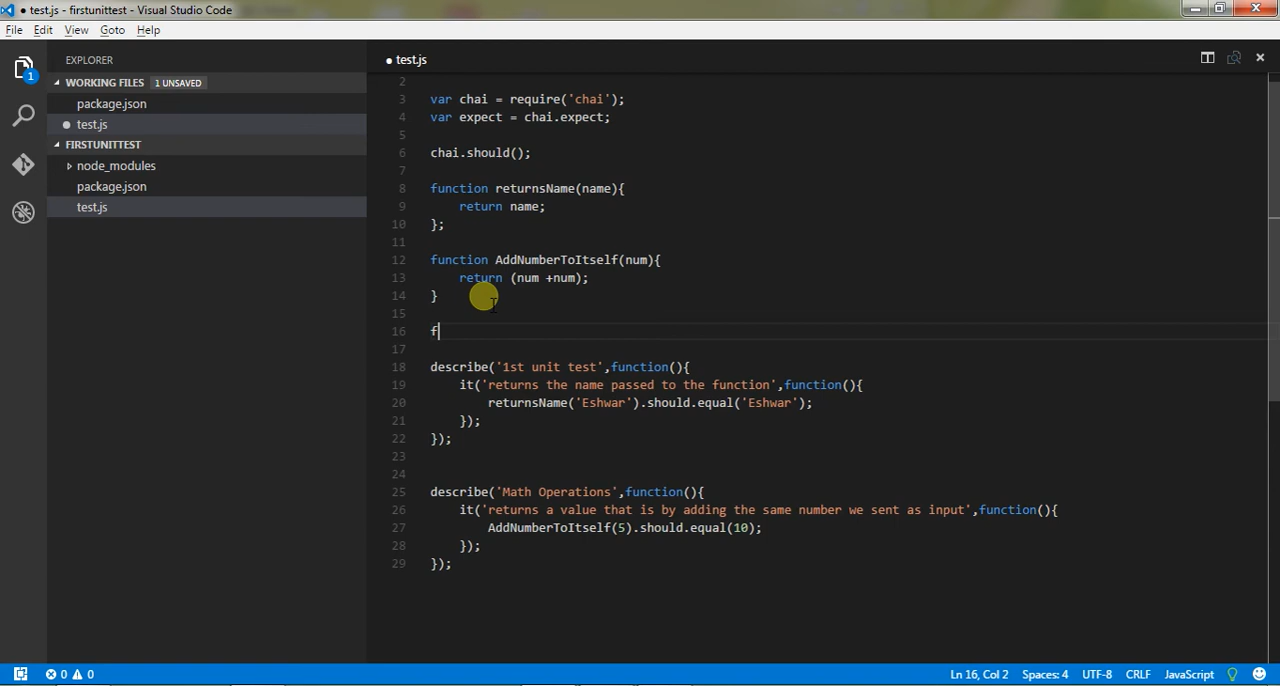 test.js - firstunittest - Visual Studio Code
File Edit View Goto Help
EXPLORER
WORKING FILES 1 UNSAVED
package.json
test.js
FIRSTUNITTEST
node_modules
package.json
test.js
1
test.js
2
3 var chai = require('chai');
4 var expect = chai.expect;
5
6 chai.should();
7
8 function returnsName(name){
9 return name;
10 };
11
12 function AddNumberToItself(num){
13 return (num +num);
14 }
15
16 f
17
18 describe('1st unit test',function(){
19 it('returns the name passed to the function',function(){
20 returnsName('Eshwar').should.equal('Eshwar');
21 });
22 });
23
24
25 describe('Math Operations',function(){
26 it('returns a value that is by adding the same number we sent as input',function(){
27 AddNumberToItself(5).should.equal(10);
28 });
29 });
0 0 Ln 16, Col 2 Spaces: 4 UTF-8 CRLF JavaScript